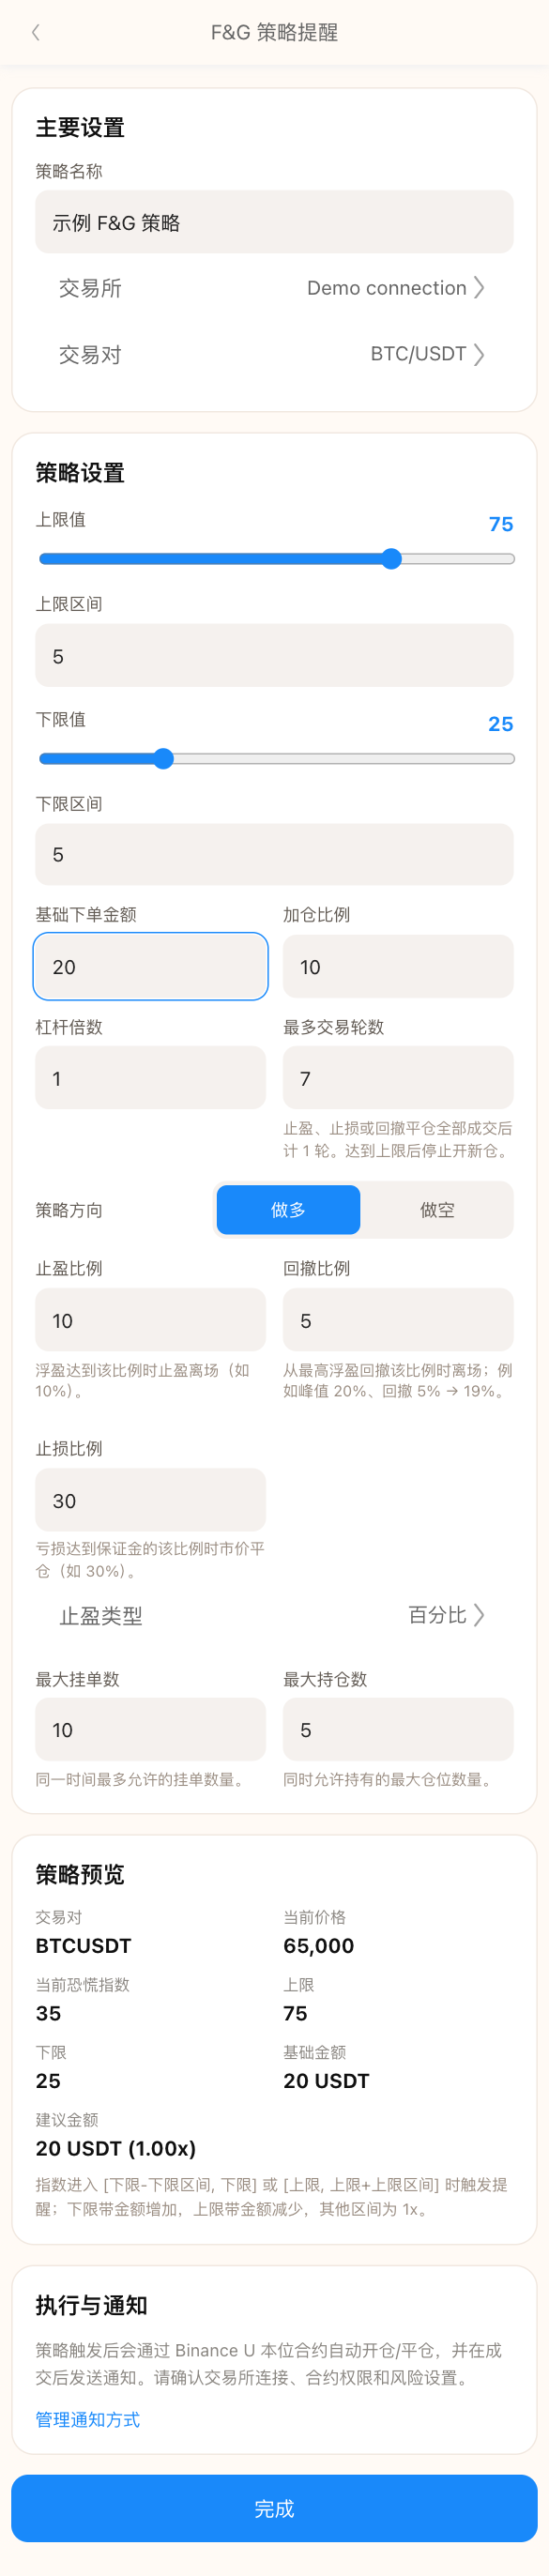 F&G 策略提醒
主要设置
策略名称
示例 F&G 策略
交易所 Demo connection
交易对 BTC/USDT
策略设置
上限值 75
上限区间
5
下限值 25
下限区间
5
基础下单金额 加仓比例
20 10
杠杆倍数 最多交易轮数
1 7
止盈、止损或回撤平仓全部成交后
计 1 轮。达到上限后停止开新仓。
策略方向 做多 做空
止盈比例 回撤比例
10 5
浮盈达到该比例时止盈离场（如 从最高浮盈回撤该比例时离场；例
10%）。 如峰值 20%、回撤 5% → 19%。
止损比例
30
亏损达到保证金的该比例时市价平
仓（如 30%）。
止盈类型 百分比
最大挂单数 最大持仓数
10 5
同一时间最多允许的挂单数量。 同时允许持有的最大仓位数量。
策略预览
交易对 当前价格
BTCUSDT 65,000
当前恐慌指数 上限
35 75
下限 基础金额
25 20 USDT
建议金额
20 USDT (1.00x)
指数进入 [下限-下限区间, 下限] 或 [上限, 上限+上限区间] 时触发提
醒；下限带金额增加，上限带金额减少，其他区间为 1x。
执行与通知
策略触发后会通过 Binance U 本位合约自动开仓/平仓，并在成
交后发送通知。请确认交易所连接、合约权限和风险设置。
管理通知方式
完成